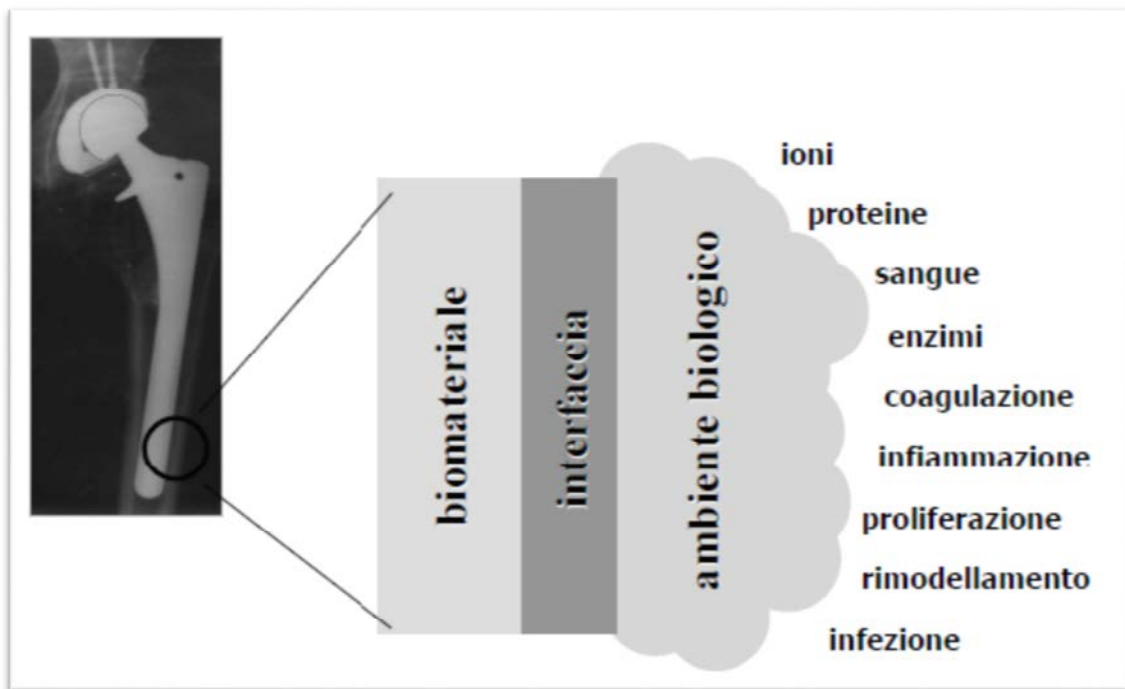 biomateriale
interfaccia
ambiente biologico
ioni
proteine
sangue
enzimi
coagulazione
infiammazione
proliferazione
rimodellamento
infezione